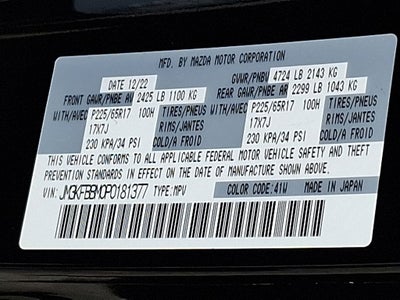 MFD. BY MAZDA MOTOR CORPORATION
DATE 12/22 GVWR/PNBV 4724 LB 2143 KG
FRONT GAWR/PNBE AV 2425 LB 1100 KG REAR GAWR/PNBE AR 2299 LB 1043 KG
WITH/AVEC P225/65R17 100H TIRES/PNEUS WITH/AVEC P225/65R17 100H TIRES/PNEUS
17X7J RIMS/JANTES 17X7J RIMS/JANTES
230 KPA/34 PSI COLD/A FROID 230 KPA/34 PSI COLD/A FROID
THIS VEHICLE CONFORMS TO ALL APPLICABLE FEDERAL MOTOR VEHICLE SAFETY AND THEFT
PREVENTION STANDARDS IN EFFECT ON THE DATE OF MANUFACTURE SHOWN ABOVE.
VIN: TYPE:MPV COLOR CODE:41W MADE IN JAPAN